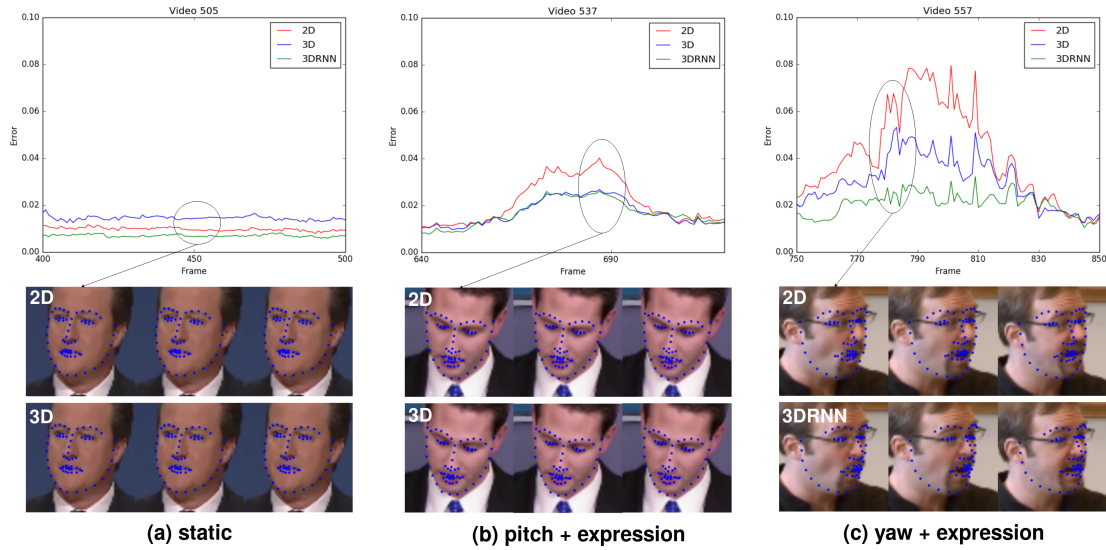 Video 505
0.10
0.08
0.06
0.04
0.02
0.00
Error
400
450
500
Frame
2D
3D
3DRNN
Video 537
0.10
0.08
0.06
0.04
0.02
0.00
Error
640
690
Frame
2D
3D
3DRNN
Video 557
0.10
0.08
0.06
0.04
0.02
0.00
Error
750
770
790
810
830
850
Frame
2D
3D
3DRNN
2D
3D
2D
3D
2D
3DRNN
(a) static
(b) pitch + expression
(c) yaw + expression